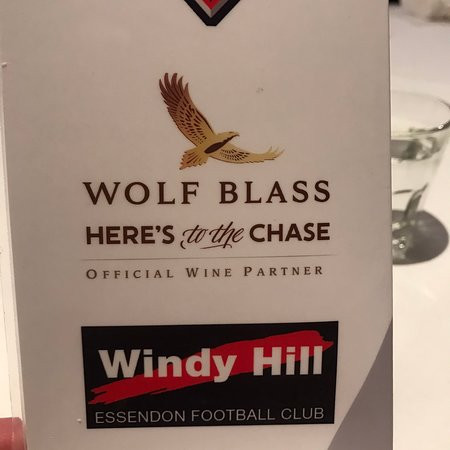 WOLF BLASS
HERE'S to the CHASE
OFFICIAL WINE PARTNER
Windy Hill
ESSENDON FOOTBALL CLUB